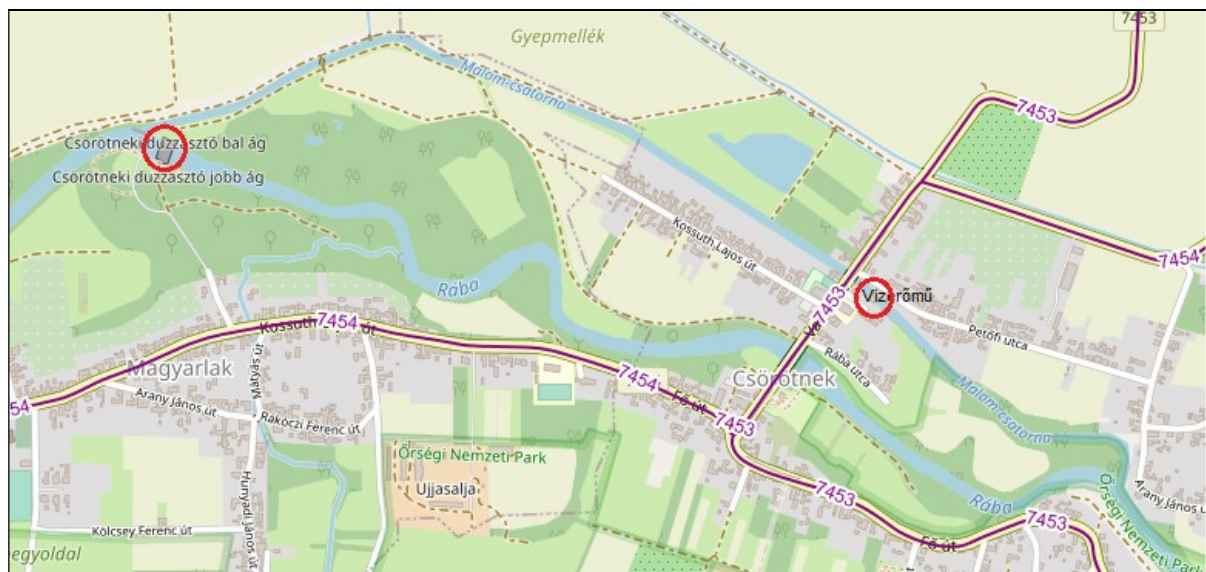 7453
Gyepmellék
Malom-csatorna
7453
Csörötneki duzzasztó bal ág
Csörötneki duzzasztó jobb ág
Kossuth Lajos út
7454
Rába
Vízerőmű
7453
Petőfi utca
Kossuth
7454
út
Rába utca
Magyarlak
Mátyás út
Csörötnek
7454
Fő út
Malom-csatorna
54
Arany János út
Rákóczi Ferenc út
7453
Őrségi Nemzeti Park
Ujjasalja
Hunyadi János út
7453
Rába
7453
Arany János
Őrségi Nemzeti Park
Kölcsey Ferenc út
Fő út
hegyoldal